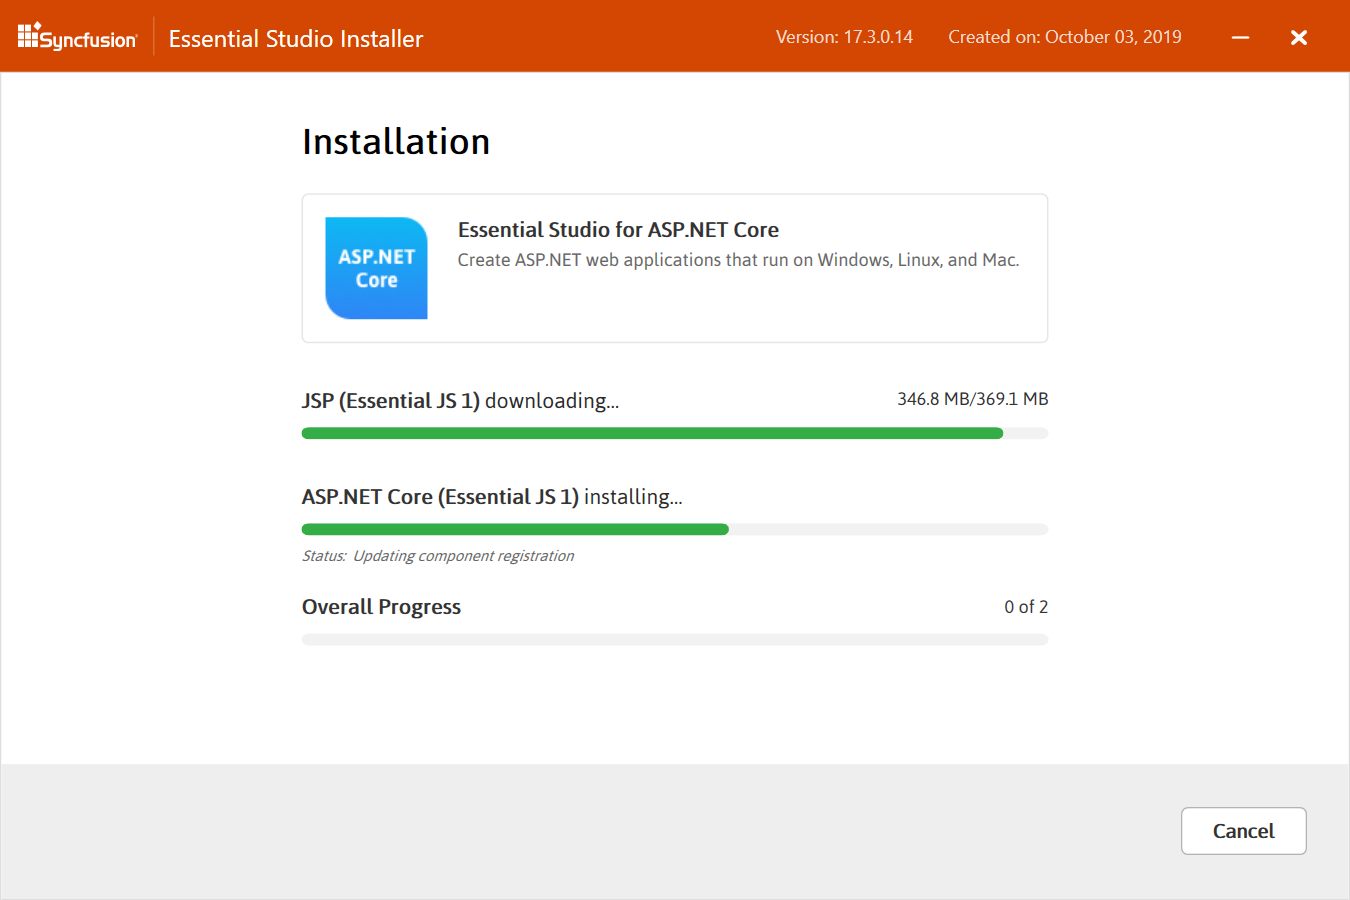 Syncfusion
Essential Studio Installer
Version: 17.3.0.14
Created on: October 03, 2019
Installation
ASP.NET
Core
Essential Studio for ASP.NET Core
Create ASP.NET web applications that run on Windows, Linux, and Mac.
JSP (Essential JS 1) downloading...
346.8 MB/369.1 MB
ASP.NET Core (Essential JS 1) installing...
Status: Updating component registration
Overall Progress
0 of 2
Cancel